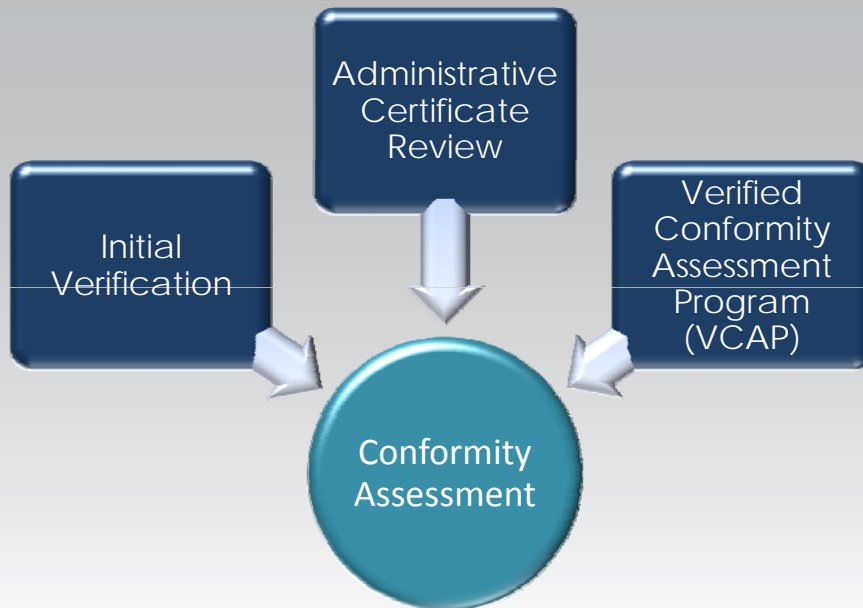 Administrative
Certificate
Review
Initial
Verification
Verified
Conformity
Assessment
Program
(VCAP)
Conformity
Assessment